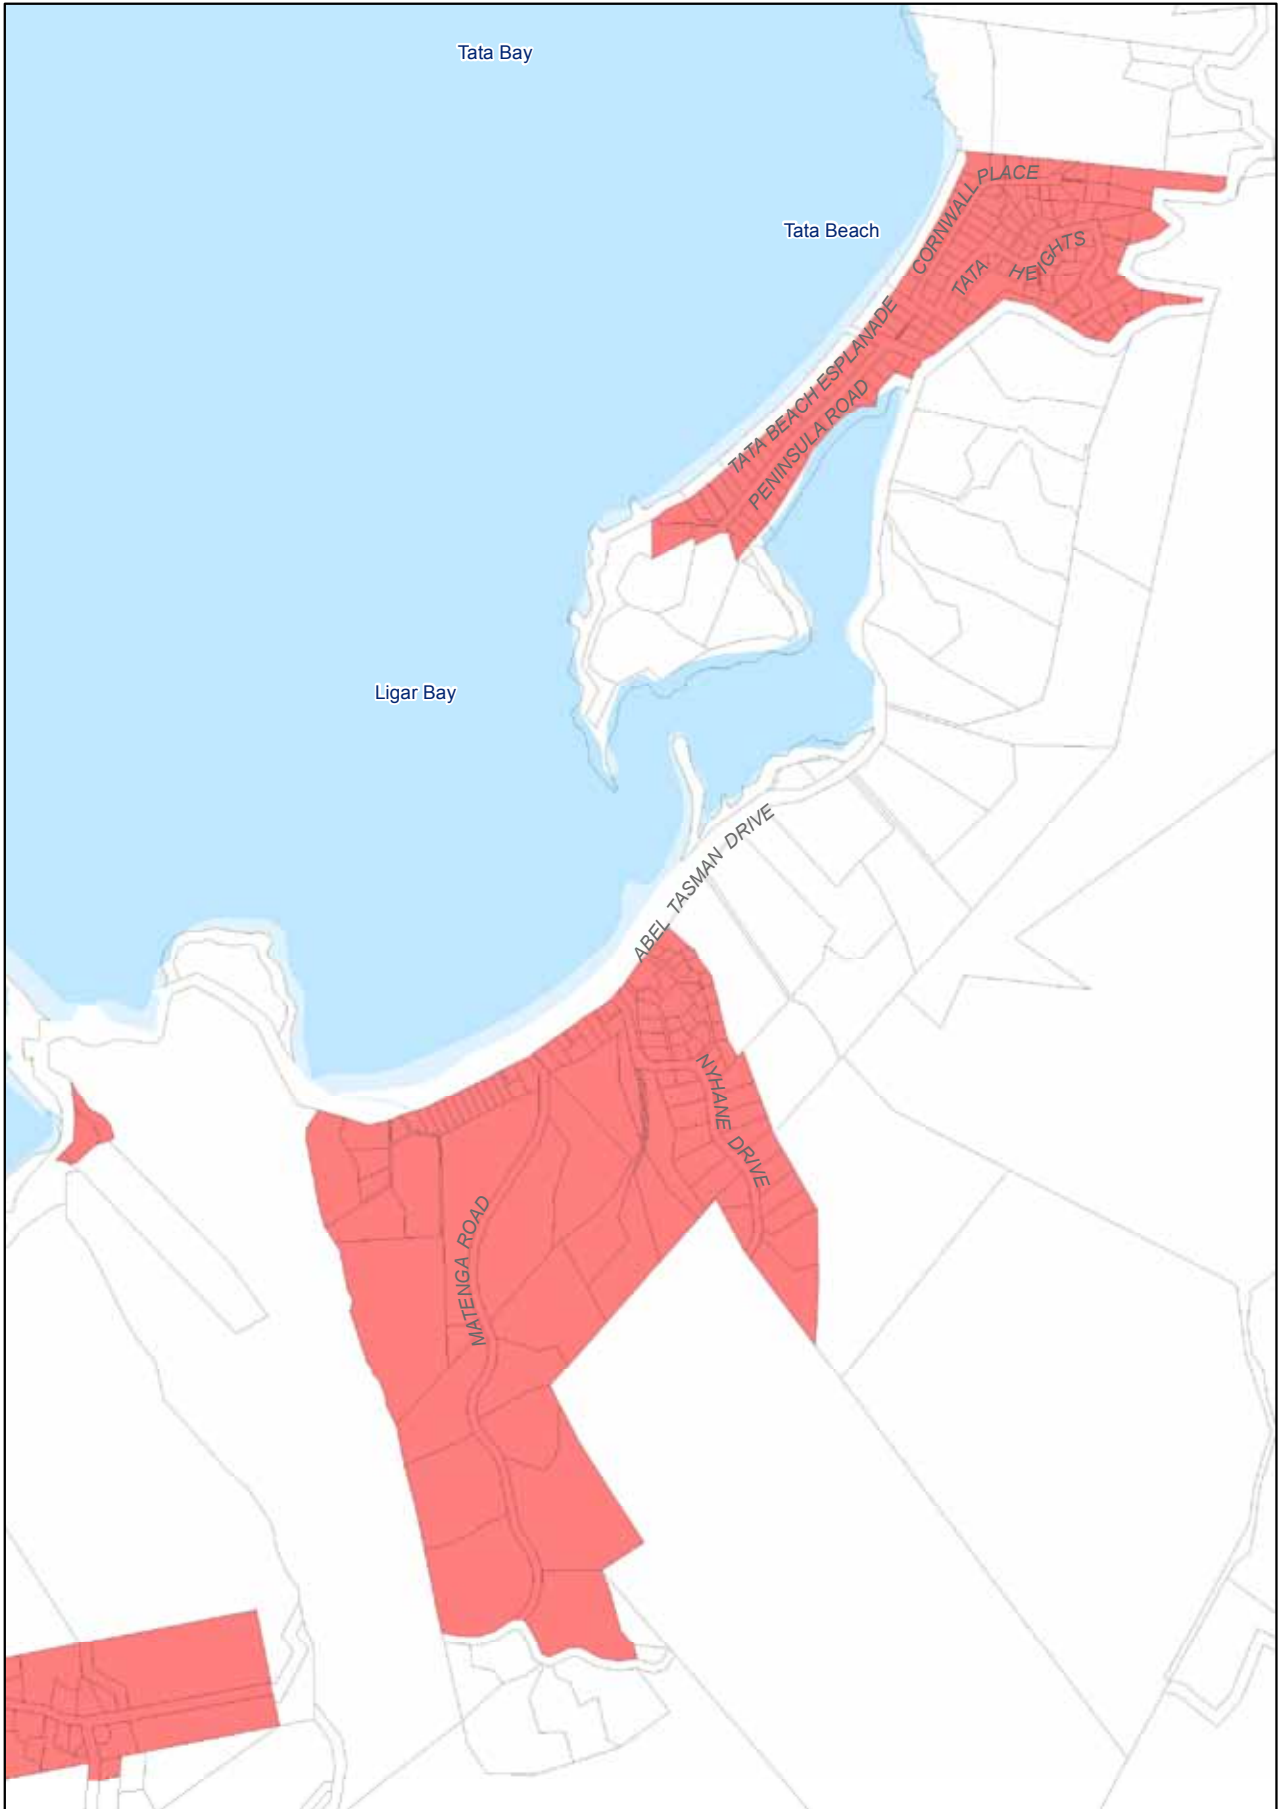 Tata Bay
CORNWALL PLACE
Tata Beach
TATA HEIGHTS
TATA BEACH ESPLANADE
PENINSULA ROAD
Ligar Bay
ABEL TASMAN DRIVE
NYHANE DRIVE
MATENGA ROAD